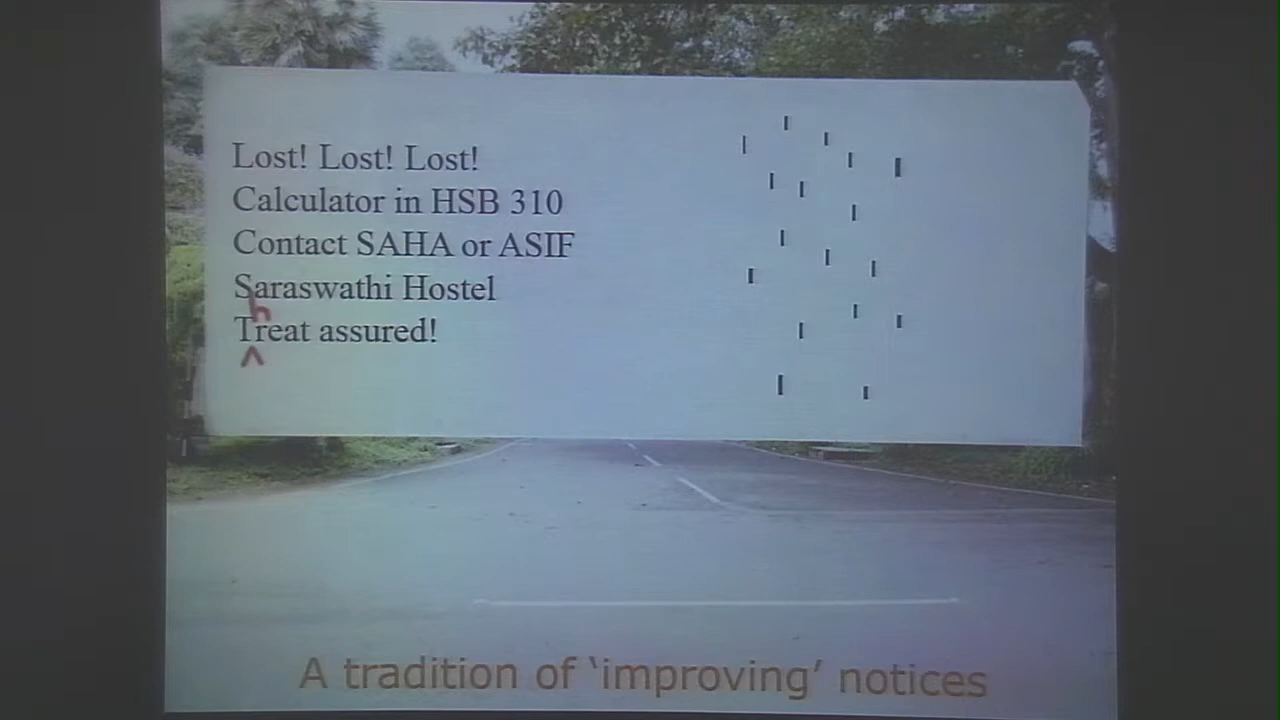 Lost! Lost! Lost!
Calculator in HSB 310
Contact SAHA or ASIF
Saraswathi Hostel
h
Treat assured!
^
A tradition of ‘improving’ notices